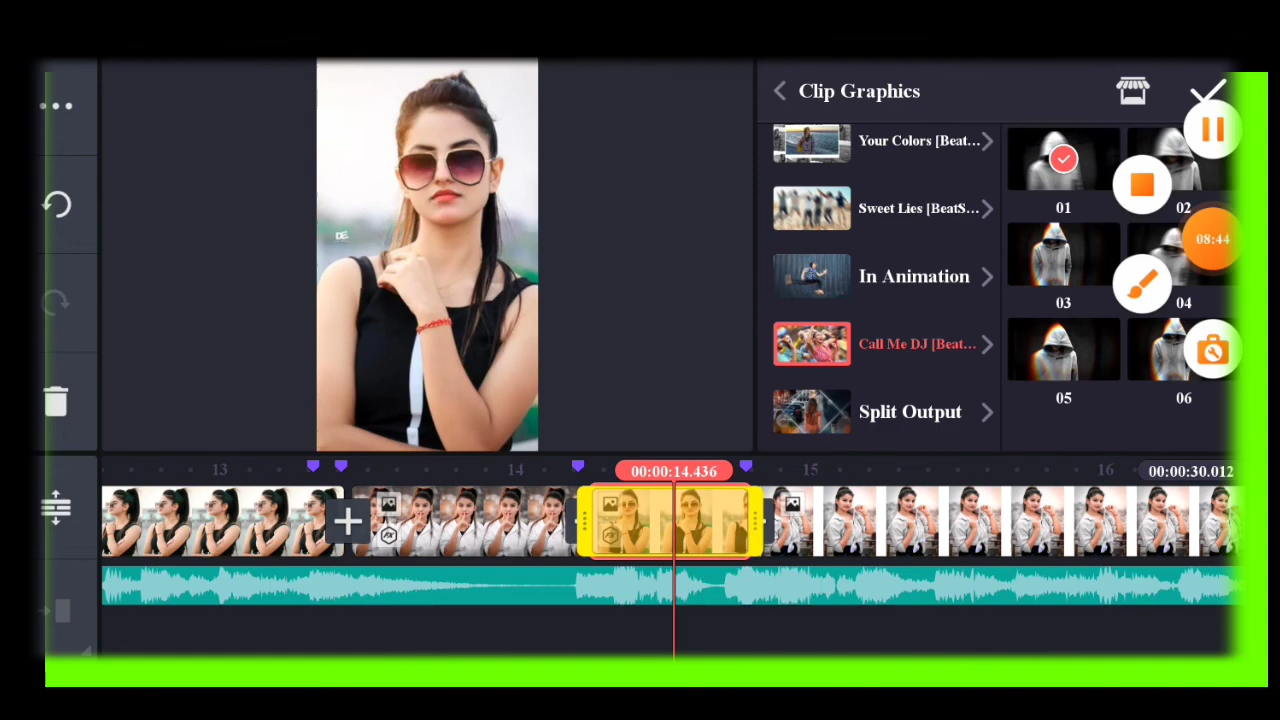 Clip Graphics
Your Colors [Beat...
Sweet Lies [BeatS...
In Animation
Call Me DJ [Beat...
Split Output
01
02
03
04
05
06
08:44
DE
13
14
00:00:14.436
15
16
00:00:30.012